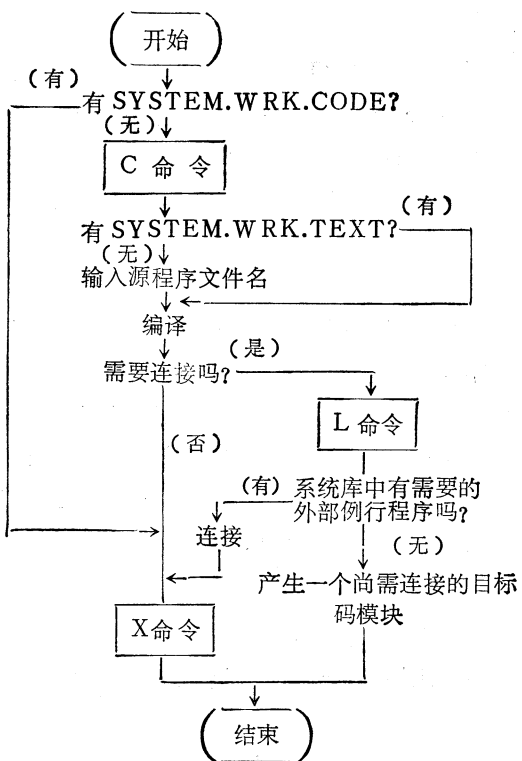 开始
(有)
有 SYSTEM.WRK.CODE?
(无)
C 命 令
(有)
有 SYSTEM.WRK.TEXT?
(无)
输入源程序文件名
编译
(是)
需要连接吗?
L 命令
(否)
(有) 系统库中有需要的
外部例行程序吗?
连接
(无)
产生一个尚需连接的目标
码模块
X命令
结束